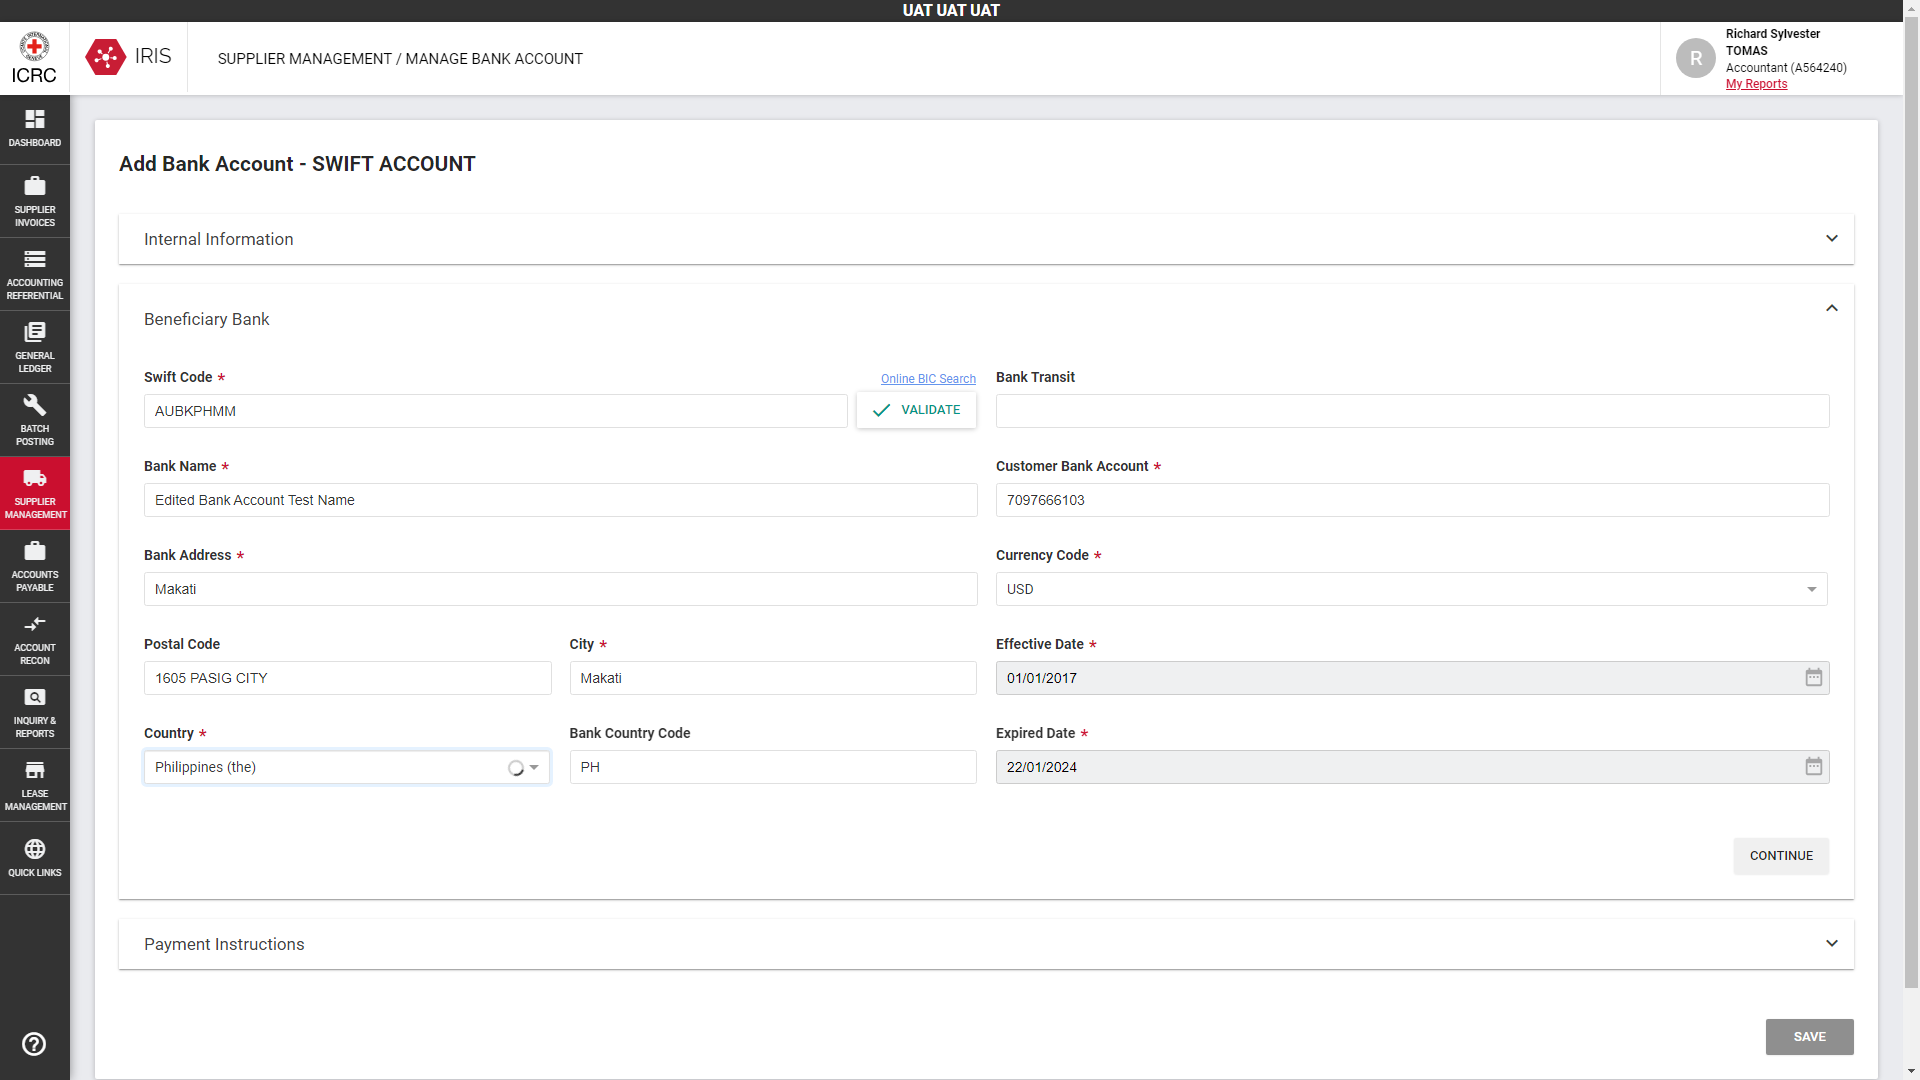 UAT UAT UAT
ICRC
IRIS
SUPPLIER MANAGEMENT / MANAGE BANK ACCOUNT
R
Richard Sylvester
TOMAS
Accountant (A564240)
My Reports
DASHBOARD
SUPPLIER
INVOICES
ACCOUNTING
REFERENTIAL
GENERAL
LEDGER
BATCH
POSTING
SUPPLIER
MANAGEMENT
ACCOUNTS
PAYABLE
ACCOUNT
RECON
INQUIRY &
REPORTS
LEASE
MANAGEMENT
QUICK LINKS
Add Bank Account - SWIFT ACCOUNT
Internal Information
Beneficiary Bank
Swift Code *
Online BIC Search
AUBKPHMM
VALIDATE
Bank Transit
Bank Name *
Edited Bank Account Test Name
Customer Bank Account *
7097666103
Bank Address *
Makati
Currency Code *
USD
Postal Code
1605 PASIG CITY
City *
Makati
Effective Date *
01/01/2017
Country *
Philippines (the)
Bank Country Code
PH
Expired Date *
22/01/2024
CONTINUE
Payment Instructions
SAVE